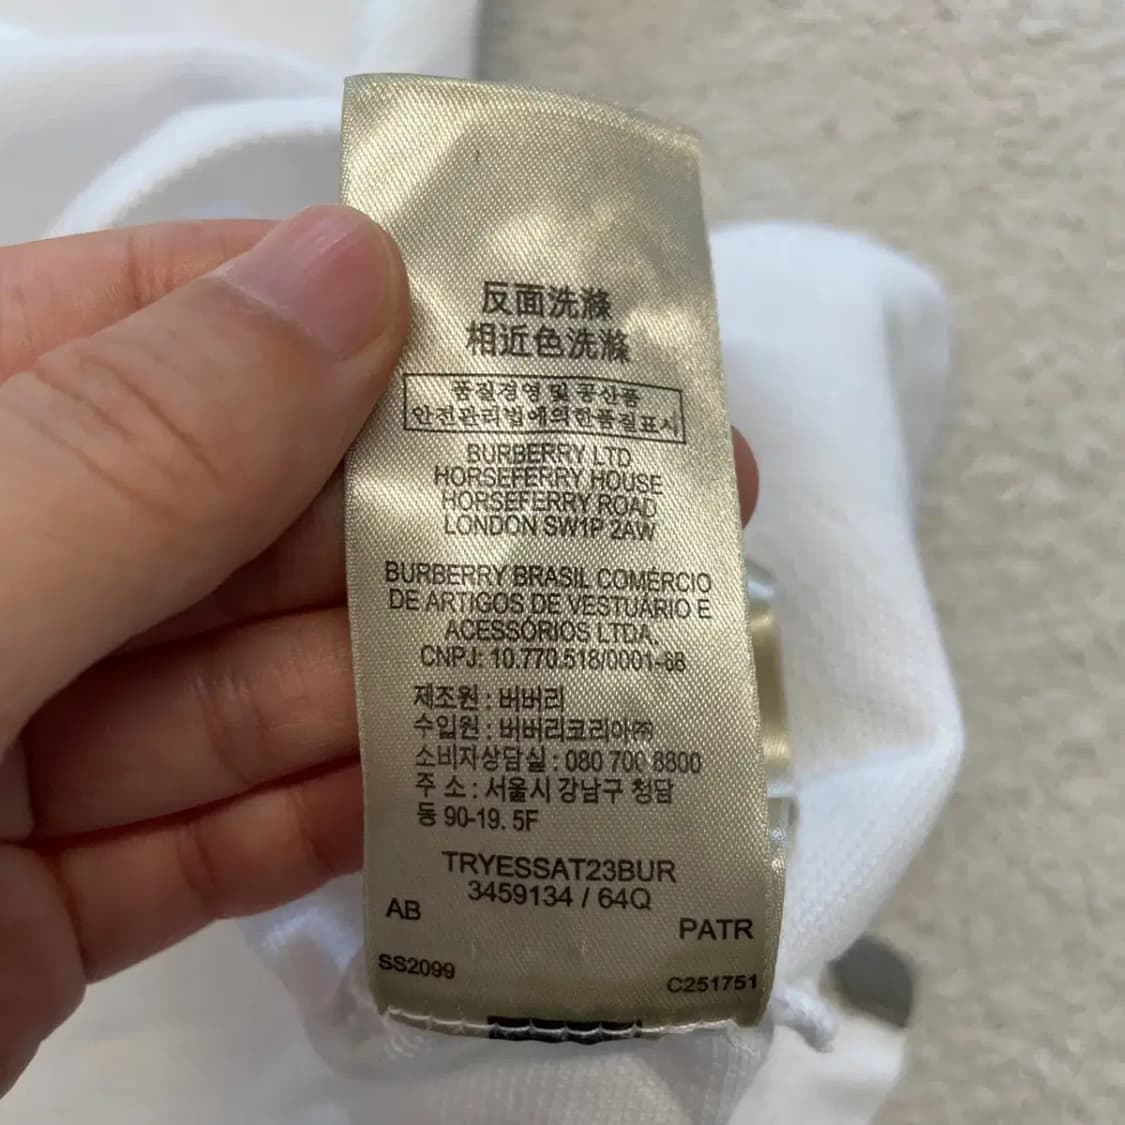 反面洗滌
相近色洗滌
품질경영 및 공산품
안전관리법에의한품질표시
BURBERRY LTD
HORSEFERRY HOUSE
HORSEFERRY ROAD
LONDON SW1P 2AW
BURBERRY BRASIL COMÉRCIO
DE ARTIGOS DE VESTUÁRIO E
ACESSÓRIOS LTDA.
CNPJ: 10.770.518/0001-68
제조원 : 버버리
수입원 : 버버리코리아㈜
소비자상담실 : 080 700 8800
주 소 : 서울시 강남구 청담
동 90-19. 5F
TRYESSAT23BUR
3459134 / 64Q
AB
PATR
SS2099
C251751